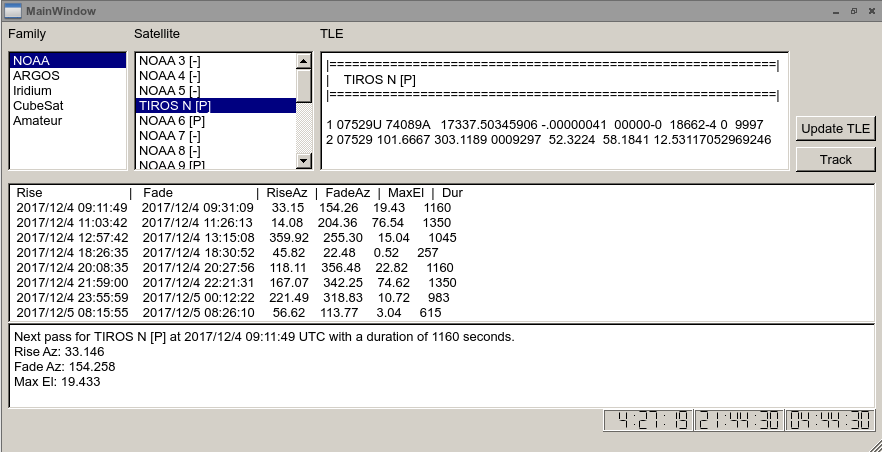 MainWindow
Family
Satellite
TLE
NOAA
ARGOS
Iridium
CubeSat
Amateur
NOAA 3 [-]
NOAA 4 [-]
NOAA 5 [-]
TIROS N [P]
NOAA 6 [P]
NOAA 7 [-]
NOAA 8 [-]
NOAA 9 [P]
|===========================================================|
| TIROS N [P]
|===========================================================|
1 07529U 74089A 17337.50345906 -.00000041 00000-0 18662-4 0 9997
2 07529 101.6667 303.1189 0009297 52.3224 58.1841 12.53117052969246
Update TLE
Track
Rise | Fade | RiseAz | FadeAz | MaxEl | Dur
2017/12/4 09:11:49 2017/12/4 09:31:09 33.15 154.26 19.43 1160
2017/12/4 11:03:42 2017/12/4 11:26:13 14.08 204.36 76.54 1350
2017/12/4 12:57:42 2017/12/4 13:15:08 359.92 255.30 15.04 1045
2017/12/4 18:26:35 2017/12/4 18:30:52 45.82 22.48 0.52 257
2017/12/4 20:08:35 2017/12/4 20:27:56 118.11 356.48 22.82 1160
2017/12/4 21:59:00 2017/12/4 22:21:31 167.07 342.25 74.62 1350
2017/12/4 23:55:59 2017/12/5 00:12:22 221.49 318.83 10.72 983
2017/12/5 08:15:55 2017/12/5 08:26:10 56.62 113.77 3.04 615
Next pass for TIROS N [P] at 2017/12/4 09:11:49 UTC with a duration of 1160 seconds.
Rise Az: 33.146
Fade Az: 154.258
Max El: 19.433
4:27:19 21:44:30 04:44:30